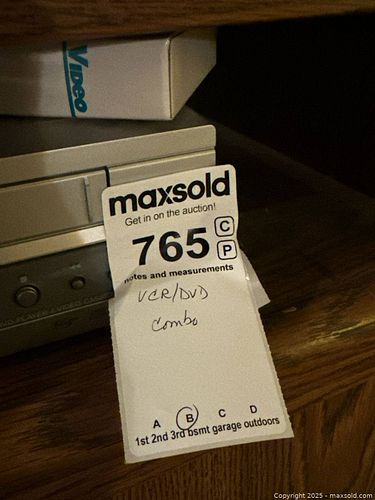 VIDEO
maxsold
Get in on the auction!
765
C
P
notes and measurements
VCR/DVD
Combo
A B C D
1st 2nd 3rd bsmt garage outdoors
Copyright © 2025 - maxsold.com